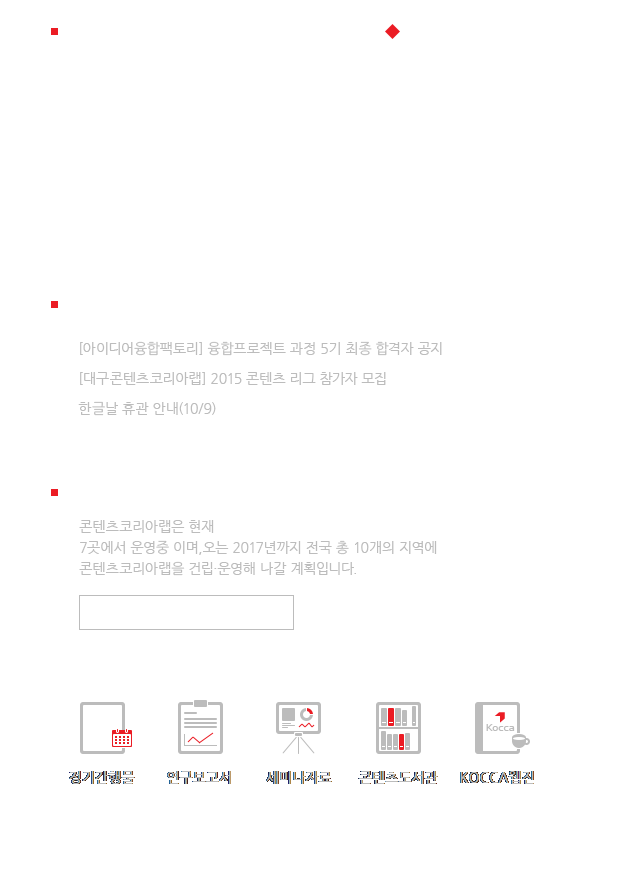 [아이디어융합팩토리] 융합프로젝트 과정 5기 최종 합격자 공지
[대구콘텐츠코리아랩] 2015 콘텐츠 리그 참가자 모집
한글날 휴관 안내(10/9)
콘텐츠코리아랩은 현재
7곳에서 운영중 이며,오는 2017년까지 전국 총 10개의 지역에
콘텐츠코리아랩을 건립·운영해 나갈 계획입니다.
Kocca
정기간행물 연구보고서 세미나자료 콘텐츠도서관 KOCCA웹진